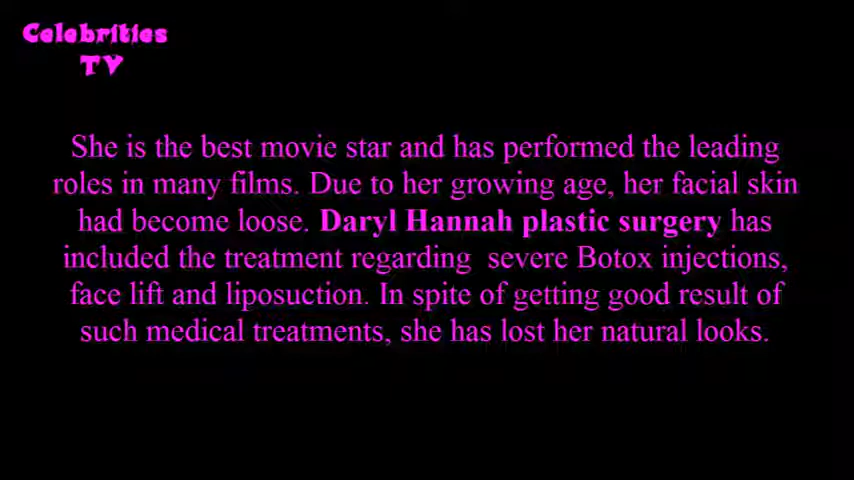 Celebrities
TV
She is the best movie star and has performed the leading
roles in many films. Due to her growing age, her facial skin
had become loose. Daryl Hannah plastic surgery has
included the treatment regarding  severe Botox injections,
face lift and liposuction. In spite of getting good result of
such medical treatments, she has lost her natural looks.